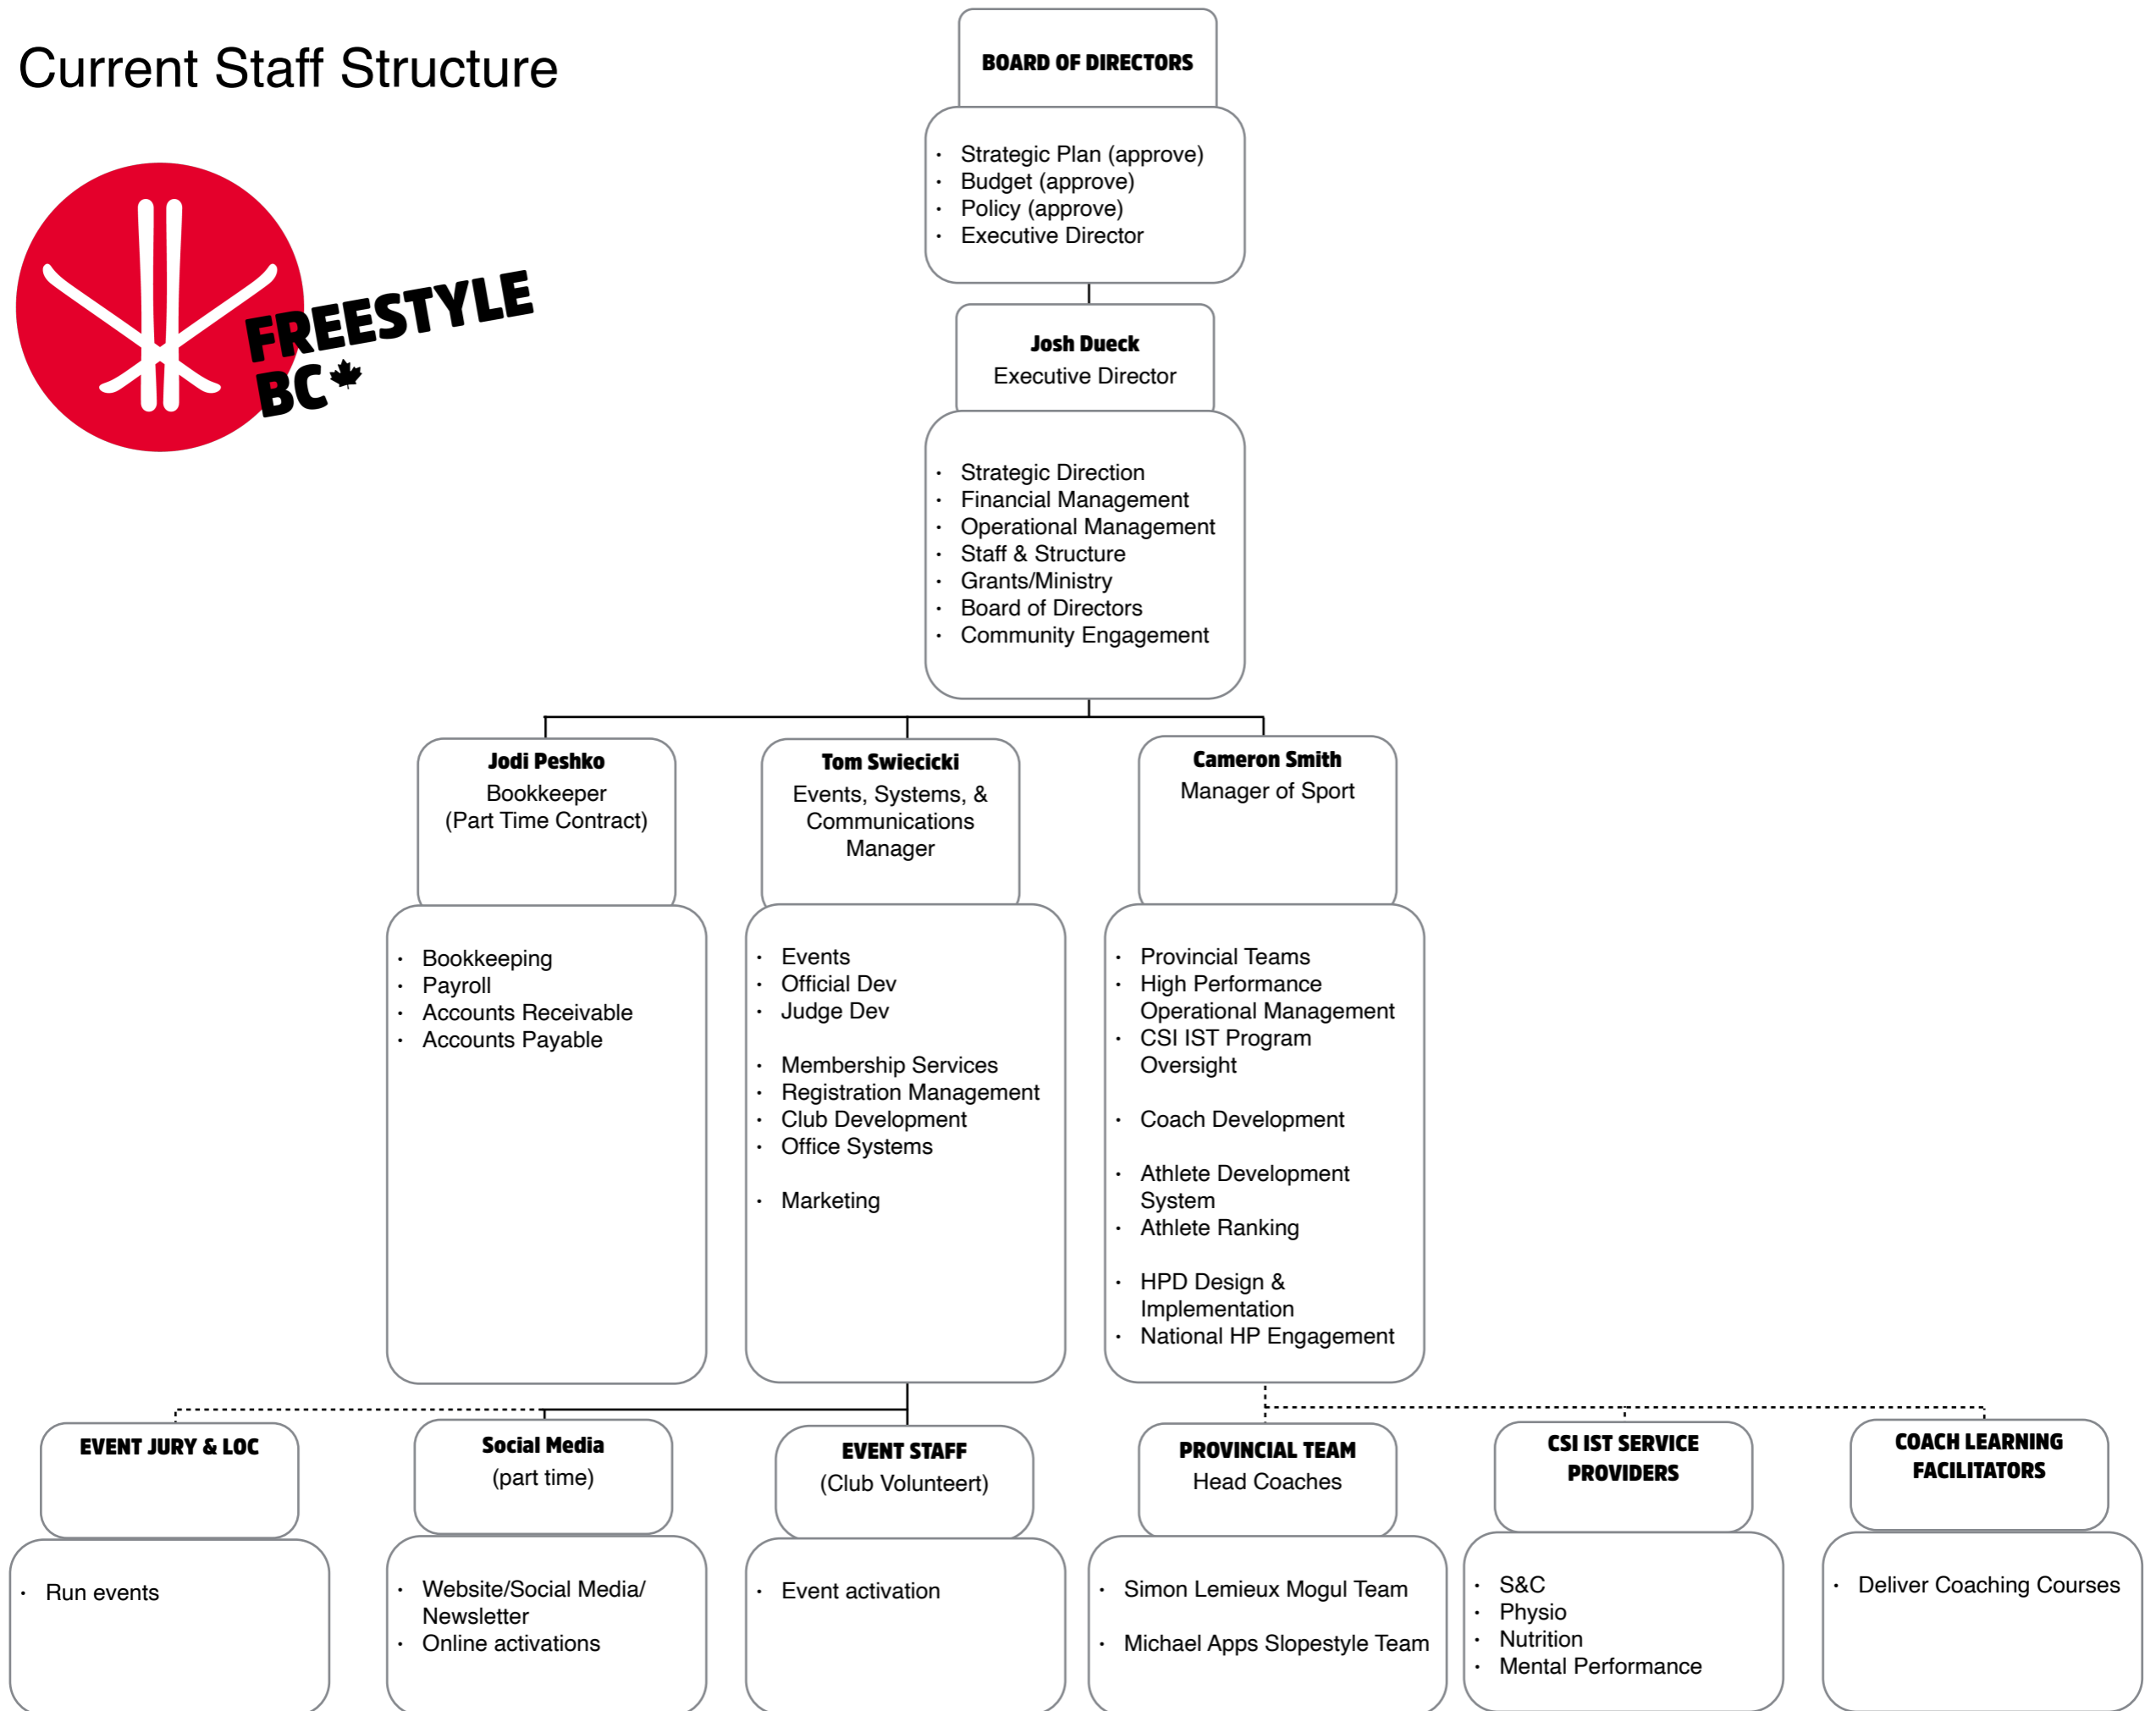 Current Staff Structure
FREESTYLE
BC
BOARD OF DIRECTORS
· Strategic Plan (approve)
· Budget (approve)
· Policy (approve)
· Executive Director
Josh Dueck
Executive Director
· Strategic Direction
· Financial Management
· Operational Management
· Staff & Structure
· Grants/Ministry
· Board of Directors
· Community Engagement
Jodi Peshko
Bookkeeper
(Part Time Contract)
· Bookkeeping
· Payroll
· Accounts Receivable
· Accounts Payable
Tom Swiecicki
Events, Systems, &
Communications
Manager
· Events
· Official Dev
· Judge Dev
· Membership Services
· Registration Management
· Club Development
· Office Systems
· Marketing
Cameron Smith
Manager of Sport
· Provincial Teams
· High Performance
Operational Management
· CSI IST Program
Oversight
· Coach Development
· Athlete Development
System
· Athlete Ranking
· HPD Design &
Implementation
· National HP Engagement
EVENT JURY & LOC
· Run events
Social Media
(part time)
· Website/Social Media/
Newsletter
· Online activations
EVENT STAFF
(Club Volunteert)
· Event activation
PROVINCIAL TEAM
Head Coaches
· Simon Lemieux Mogul Team
· Michael Apps Slopestyle Team
CSI IST SERVICE
PROVIDERS
· S&C
· Physio
· Nutrition
· Mental Performance
COACH LEARNING
FACILITATORS
· Deliver Coaching Courses